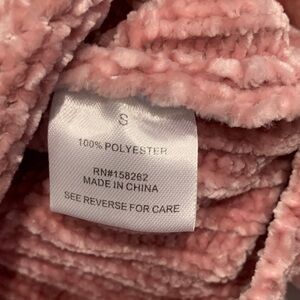 S
100% POLYESTER
RN#158262
MADE IN CHINA
SEE REVERSE FOR CARE